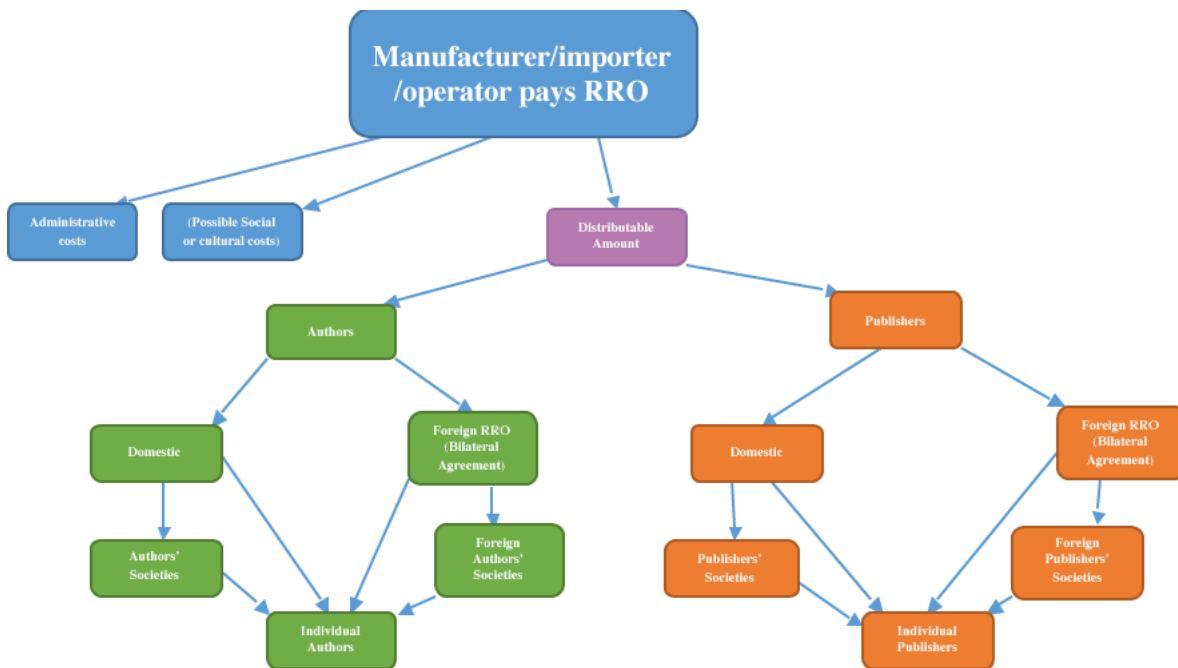 Manufacturer/importer
/operator pays RRO
Administrative
costs
(Possible Social
or cultural costs)
Distributable
Amount
Authors
Publishers
Domestic
Foreign RRO
(Bilateral
Agreement)
Domestic
Foreign RRO
(Bilateral
Agreement)
Authors’
Societies
Foreign
Authors’
Societies
Publishers’
Societies
Foreign
Publishers’
Societies
Individual
Authors
Individual
Publishers